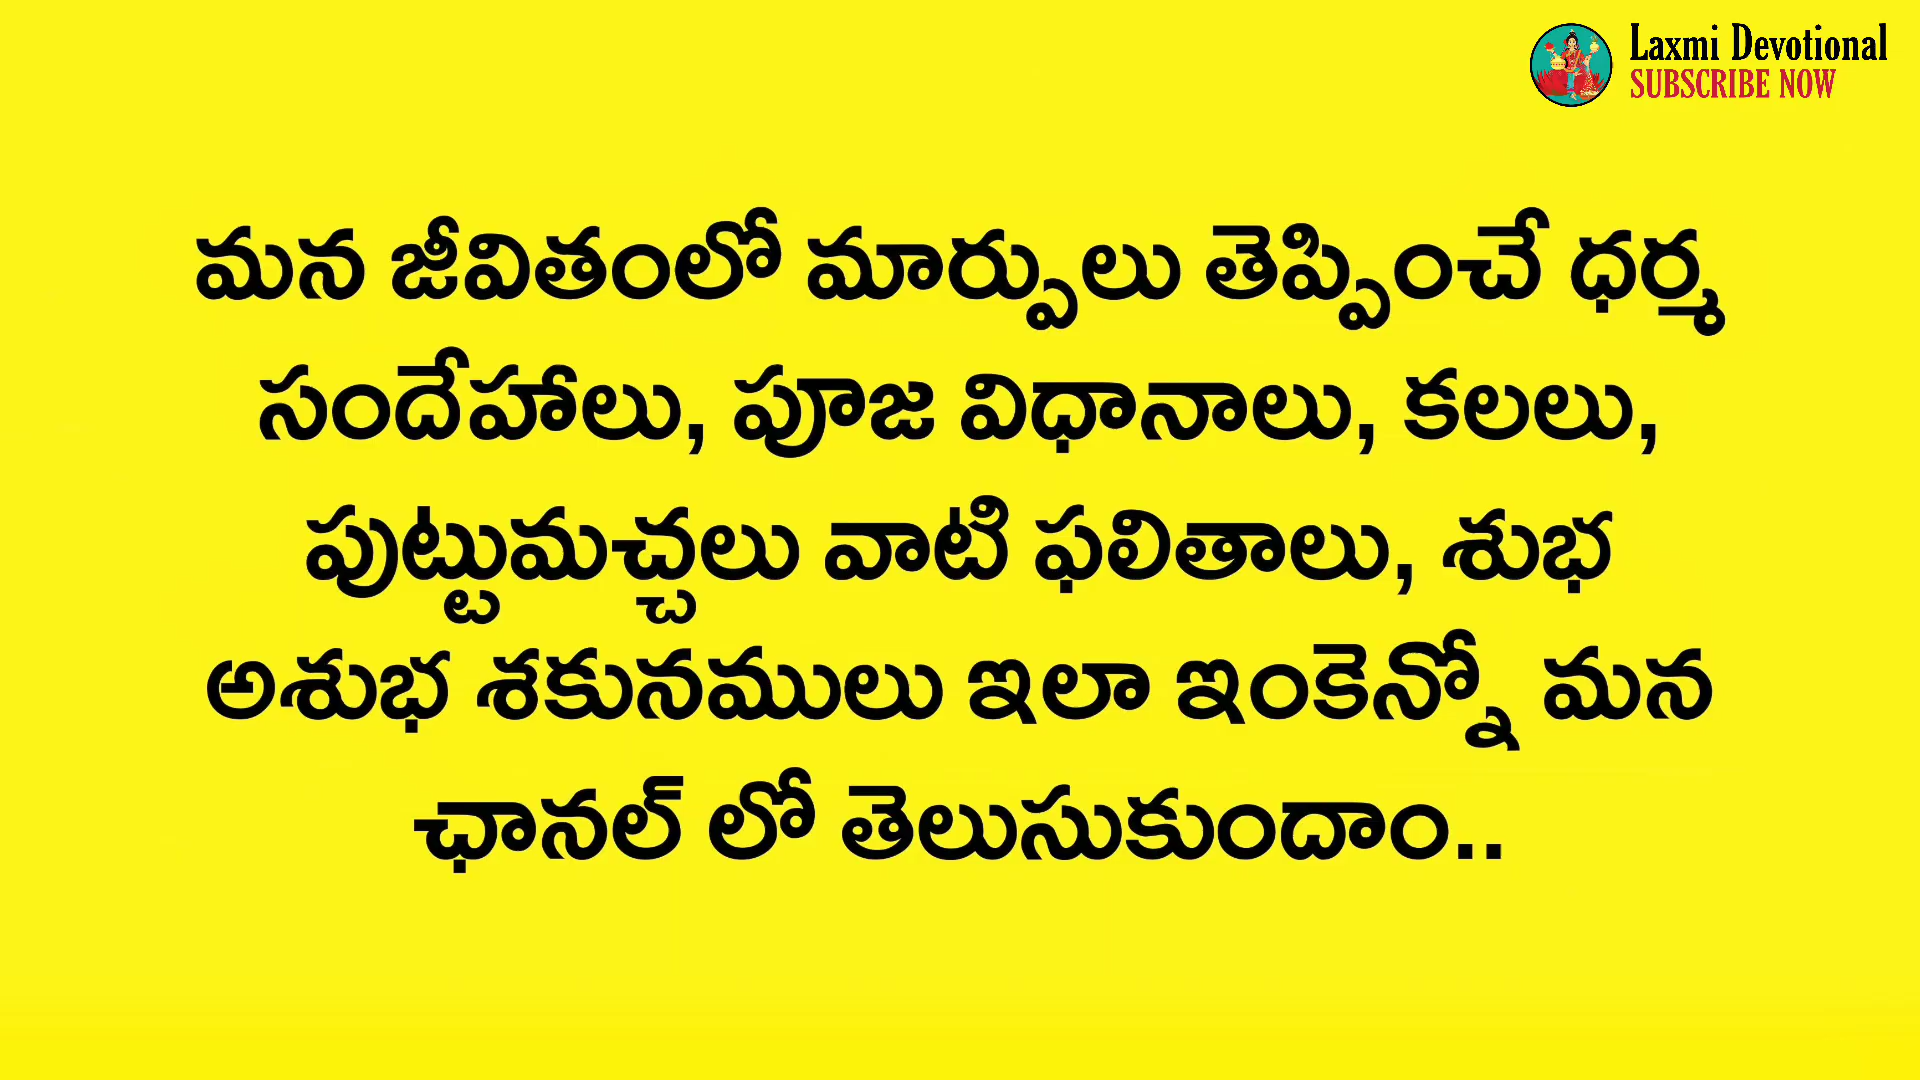 Laxmi Devotional
SUBSCRIBE NOW
మన జీవితంలో మార్పులు తెప్పించే ధర్మ
సందేహాలు, పూజ విధానాలు, కలలు,
పుట్టుమచ్చలు వాటి ఫలితాలు, శుభ
అశుభ శకునములు ఇలా ఇంకెన్నో మన
ఛానల్ లో తెలుసుకుందాం..